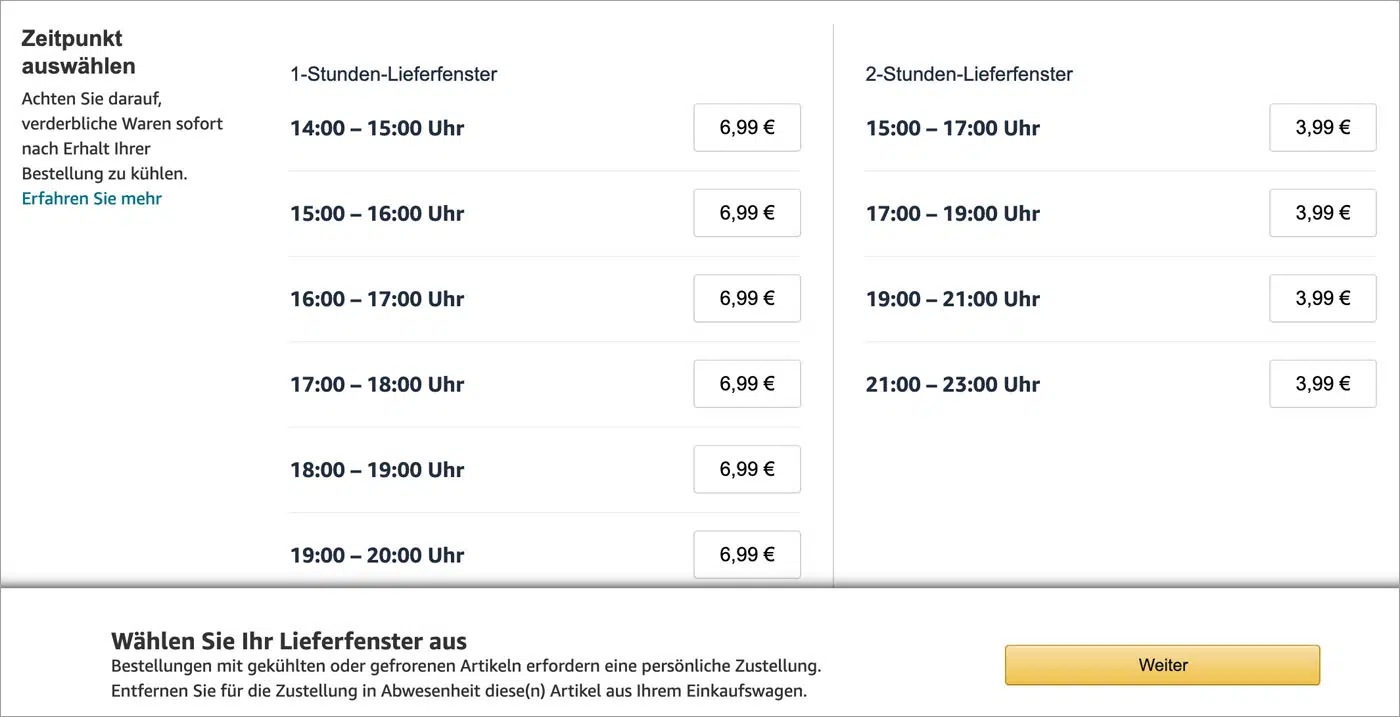 Zeitpunkt
auswählen
Achten Sie darauf,
verderbliche Waren sofort
nach Erhalt Ihrer
Bestellung zu kühlen.
Erfahren Sie mehr
1-Stunden-Lieferfenster
14:00 – 15:00 Uhr 6,99 €
15:00 – 16:00 Uhr 6,99 €
16:00 – 17:00 Uhr 6,99 €
17:00 – 18:00 Uhr 6,99 €
18:00 – 19:00 Uhr 6,99 €
19:00 – 20:00 Uhr 6,99 €
2-Stunden-Lieferfenster
15:00 – 17:00 Uhr 3,99 €
17:00 – 19:00 Uhr 3,99 €
19:00 – 21:00 Uhr 3,99 €
21:00 – 23:00 Uhr 3,99 €
Wählen Sie Ihr Lieferfenster aus
Bestellungen mit gekühlten oder gefrorenen Artikeln erfordern eine persönliche Zustellung.
Entfernen Sie für die Zustellung in Abwesenheit diese(n) Artikel aus Ihrem Einkaufswagen.
Weiter